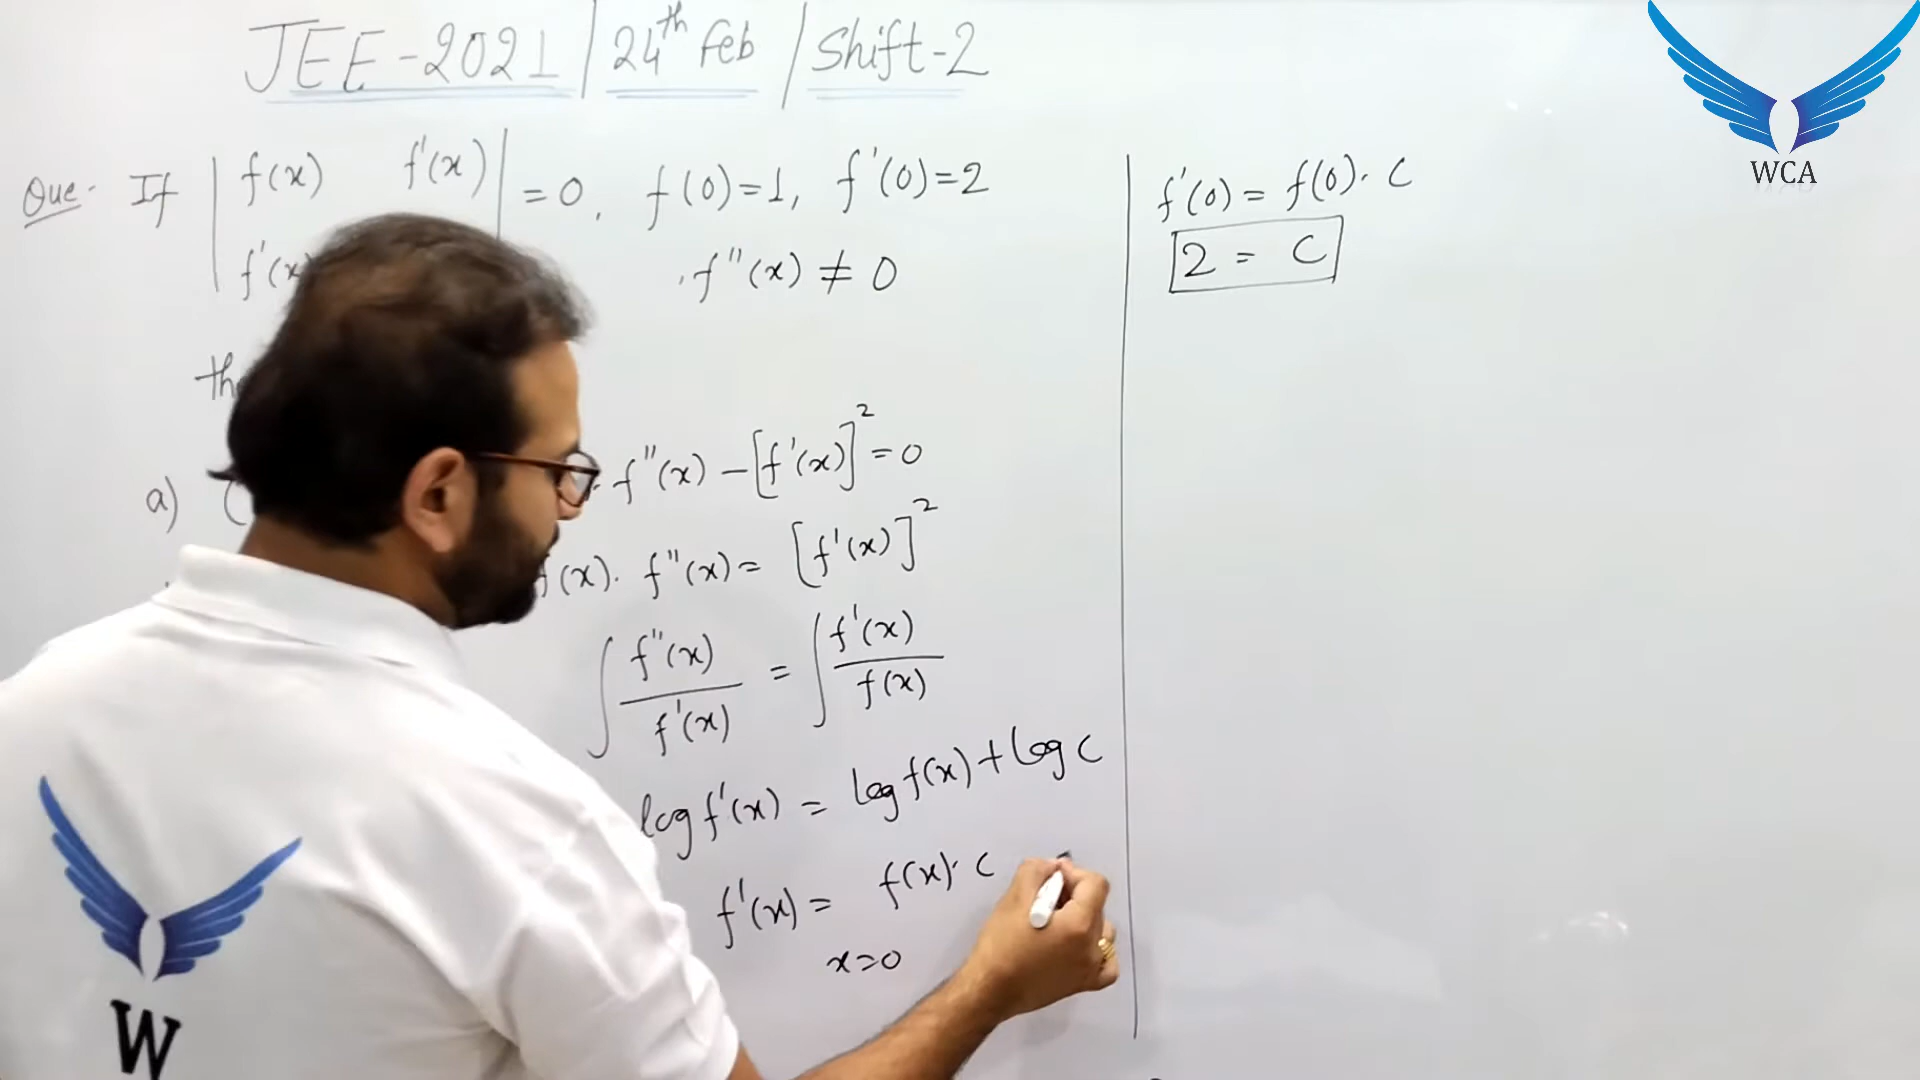 JEE-2021 / 24th Feb / Shift-2
Que- If | f(x) f'(x) | = 0, f(0)=1, f'(0)=2
f'(x) , f''(x) ≠ 0
a) (
. f''(x) - [f'(x)]² = 0
f(x). f''(x) = [f'(x)]²
∫ f''(x)/f'(x) = ∫ f'(x)/f(x)
log f'(x) = log f(x) + log c
f'(x) = f(x). c
x=0
f'(0) = f(0). c
2 = c
WCA
W